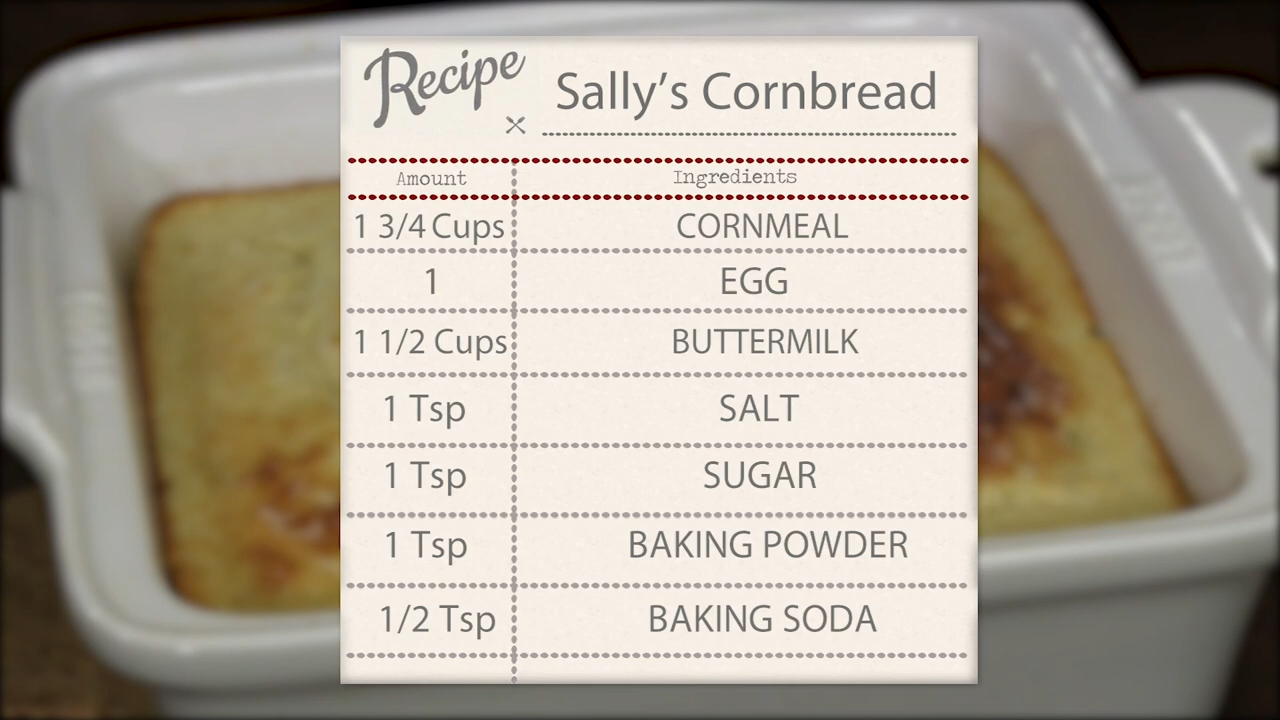 Recipe
Sally's Cornbread
Amount Ingredients
1 3/4 Cups CORNMEAL
1 EGG
1 1/2 Cups BUTTERMILK
1 Tsp SALT
1 Tsp SUGAR
1 Tsp BAKING POWDER
1/2 Tsp BAKING SODA